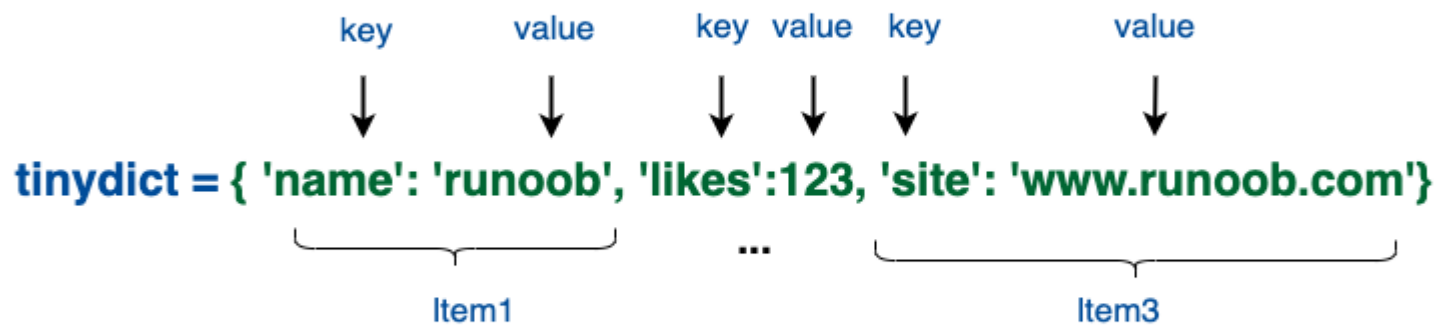 key value key value key value
tinydict = { 'name': 'runoob', 'likes':123, 'site': 'www.runoob.com'}
...
Item1 Item3